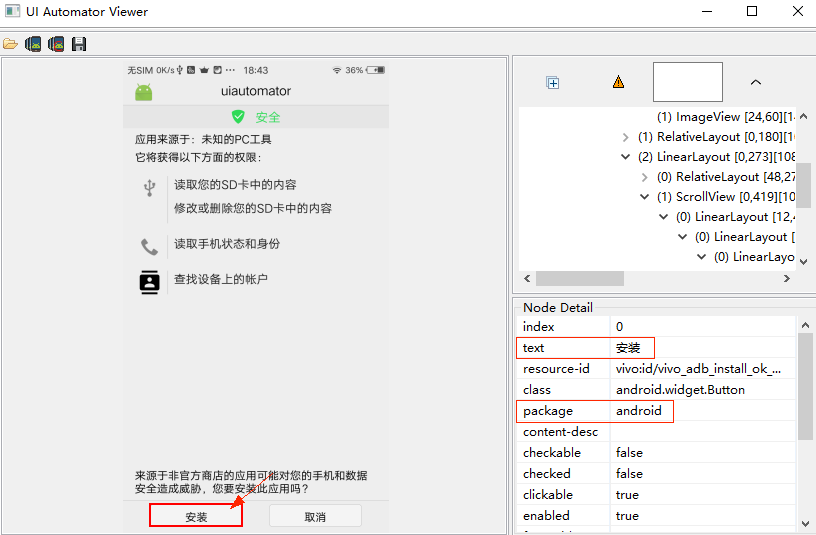 UI Automator Viewer
无SIM 0K/s ··· 18:43 36%
uiautomator
安全
应用来源于：未知的PC工具
它将获得以下方面的权限：
读取您的SD卡中的内容
修改或删除您的SD卡中的内容
读取手机状态和身份
查找设备上的帐户
来源于非官方商店的应用可能对您的手机和数据
安全造成威胁，您要安装此应用吗？
安装 取消
(1) ImageView [24,60][14
(1) RelativeLayout [0,180][10
(2) LinearLayout [0,273][108
(0) RelativeLayout [48,27
(1) ScrollView [0,419][10
(0) LinearLayout [12,4
(0) LinearLayout [
(0) LinearLayo
Node Detail
index 0
text 安装
resource-id vivo:id/vivo_adb_install_ok_...
class android.widget.Button
package android
content-desc
checkable false
checked false
clickable true
enabled true